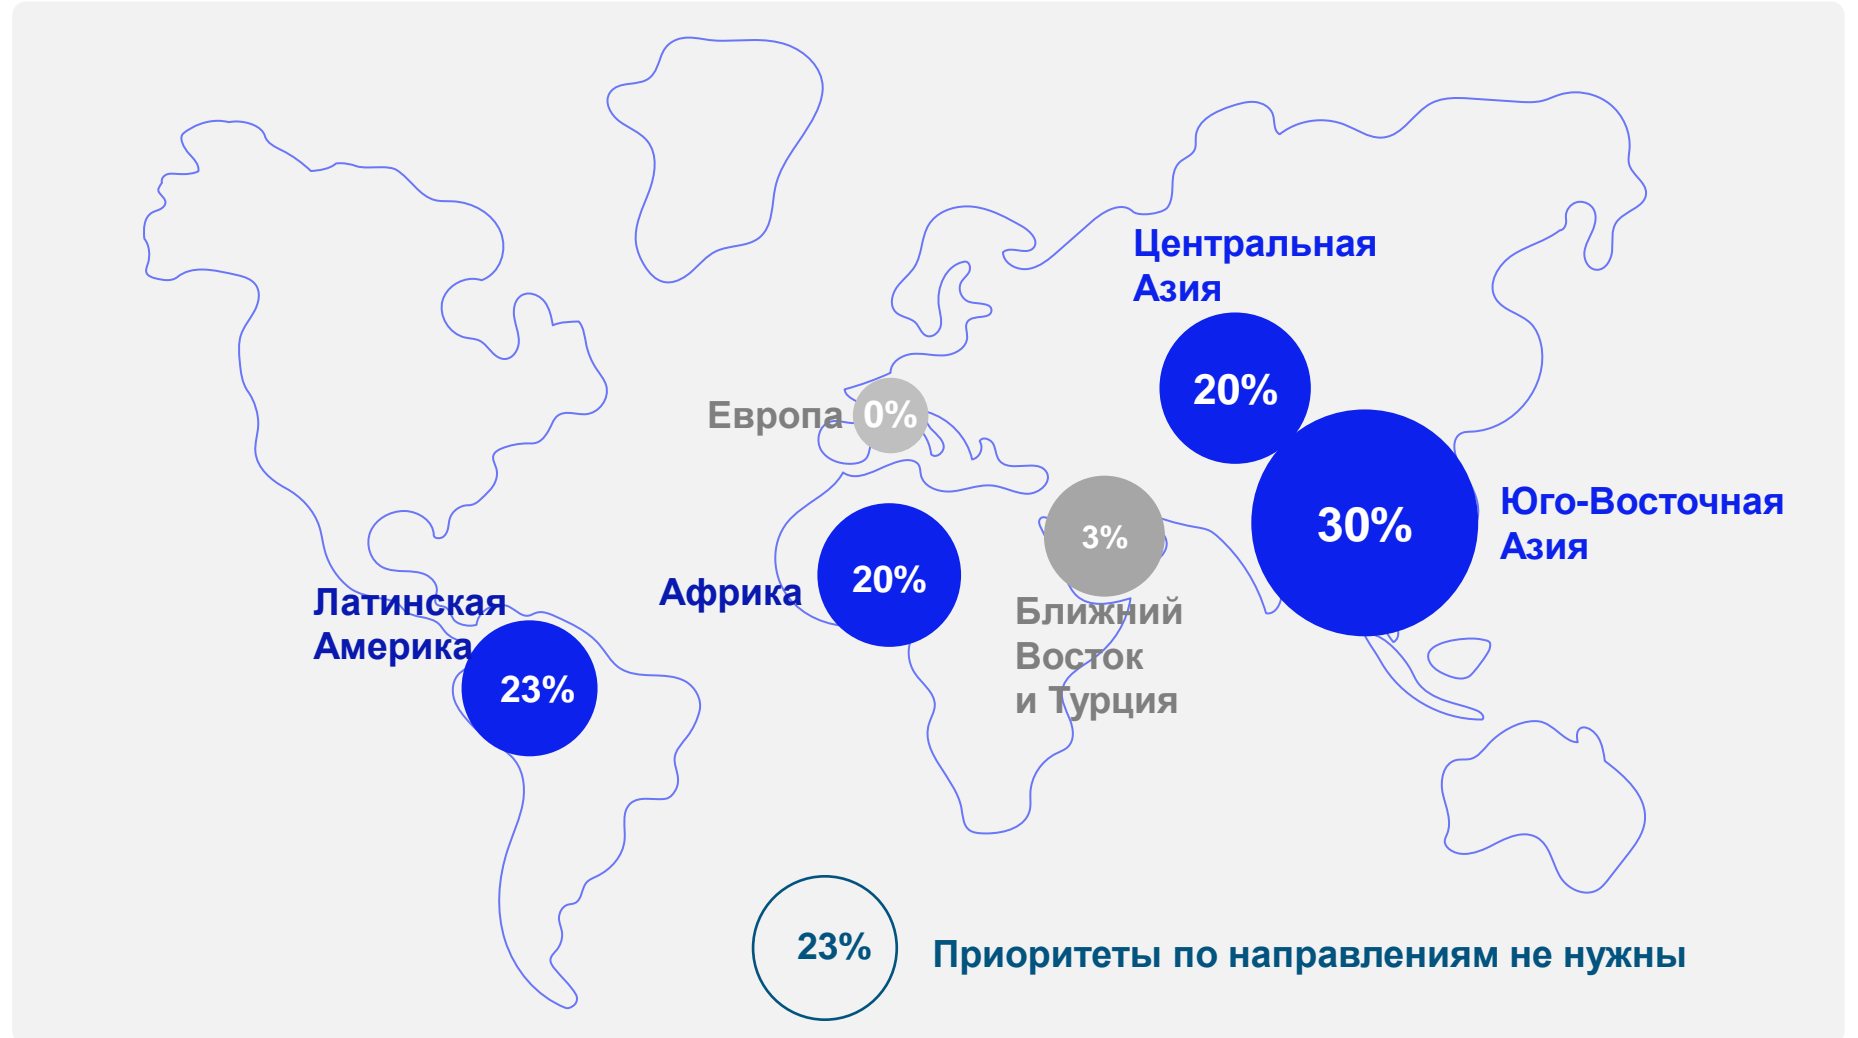 Центральная
Азия
20%
Европа
0%
30%
Юго-Восточная
Азия
3%
Ближний
Восток
и Турция
Африка
20%
Латинская
Америка
23%
23%
Приоритеты по направлениям не нужны